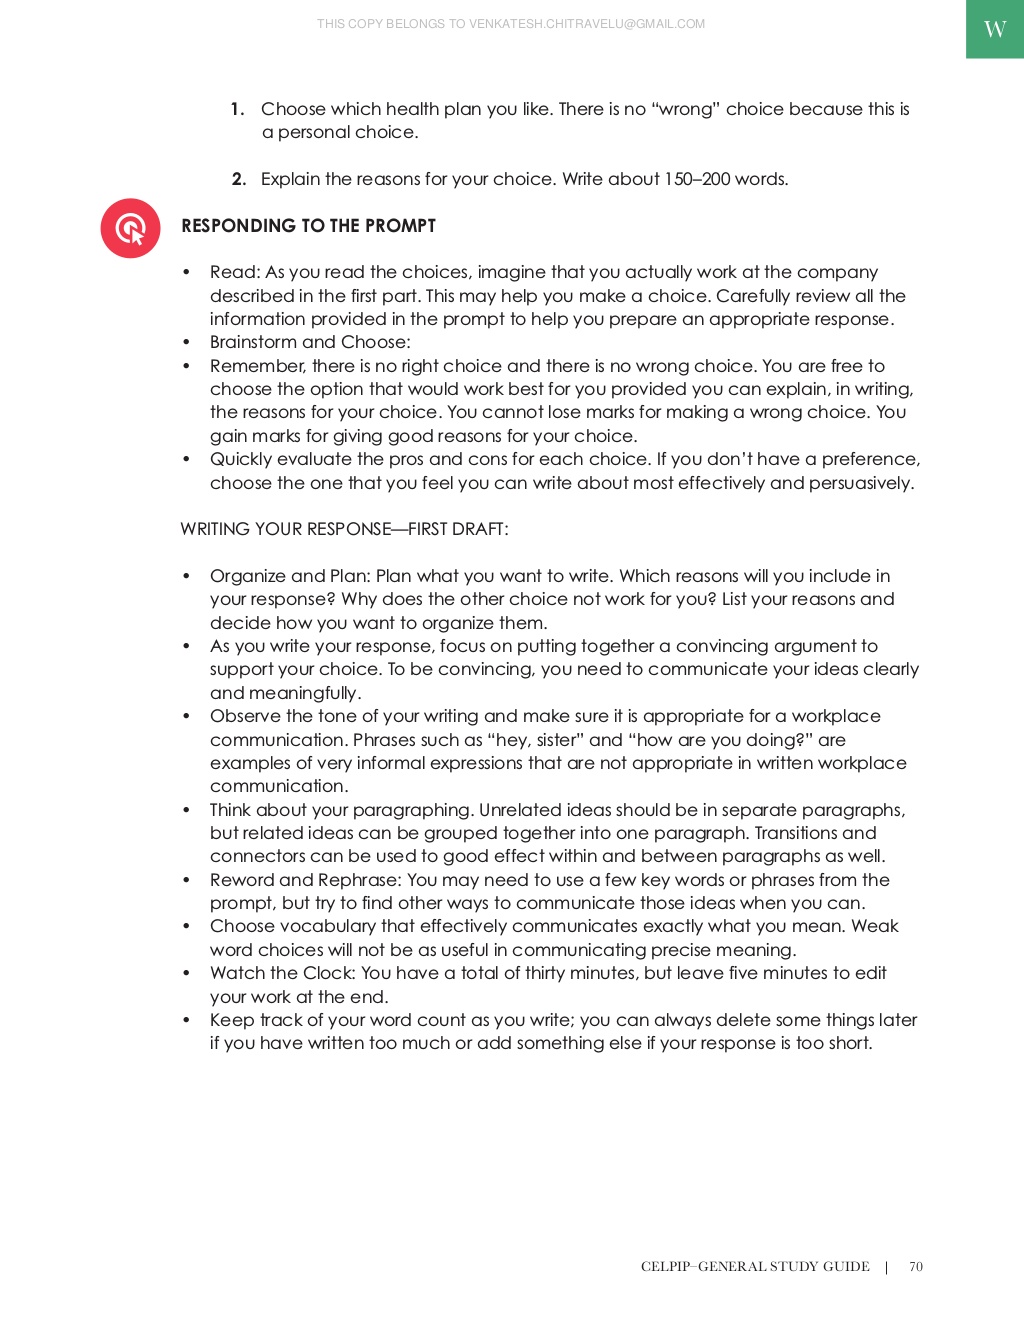 THIS COPY BELONGS TO VENKATESH.CHITRAVELU@GMAIL.COM
W
1. Choose which health plan you like. There is no “wrong” choice because this is
a personal choice.
2. Explain the reasons for your choice. Write about 150–200 words.
RESPONDING TO THE PROMPT
• Read: As you read the choices, imagine that you actually work at the company
described in the first part. This may help you make a choice. Carefully review all the
information provided in the prompt to help you prepare an appropriate response.
• Brainstorm and Choose:
• Remember, there is no right choice and there is no wrong choice. You are free to
choose the option that would work best for you provided you can explain, in writing,
the reasons for your choice. You cannot lose marks for making a wrong choice. You
gain marks for giving good reasons for your choice.
• Quickly evaluate the pros and cons for each choice. If you don’t have a preference,
choose the one that you feel you can write about most effectively and persuasively.
WRITING YOUR RESPONSE—FIRST DRAFT:
• Organize and Plan: Plan what you want to write. Which reasons will you include in
your response? Why does the other choice not work for you? List your reasons and
decide how you want to organize them.
• As you write your response, focus on putting together a convincing argument to
support your choice. To be convincing, you need to communicate your ideas clearly
and meaningfully.
• Observe the tone of your writing and make sure it is appropriate for a workplace
communication. Phrases such as “hey, sister” and “how are you doing?” are
examples of very informal expressions that are not appropriate in written workplace
communication.
• Think about your paragraphing. Unrelated ideas should be in separate paragraphs,
but related ideas can be grouped together into one paragraph. Transitions and
connectors can be used to good effect within and between paragraphs as well.
• Reword and Rephrase: You may need to use a few key words or phrases from the
prompt, but try to find other ways to communicate those ideas when you can.
• Choose vocabulary that effectively communicates exactly what you mean. Weak
word choices will not be as useful in communicating precise meaning.
• Watch the Clock: You have a total of thirty minutes, but leave five minutes to edit
your work at the end.
• Keep track of your word count as you write; you can always delete some things later
if you have written too much or add something else if your response is too short.
CELPIP–GENERAL STUDY GUIDE | 70